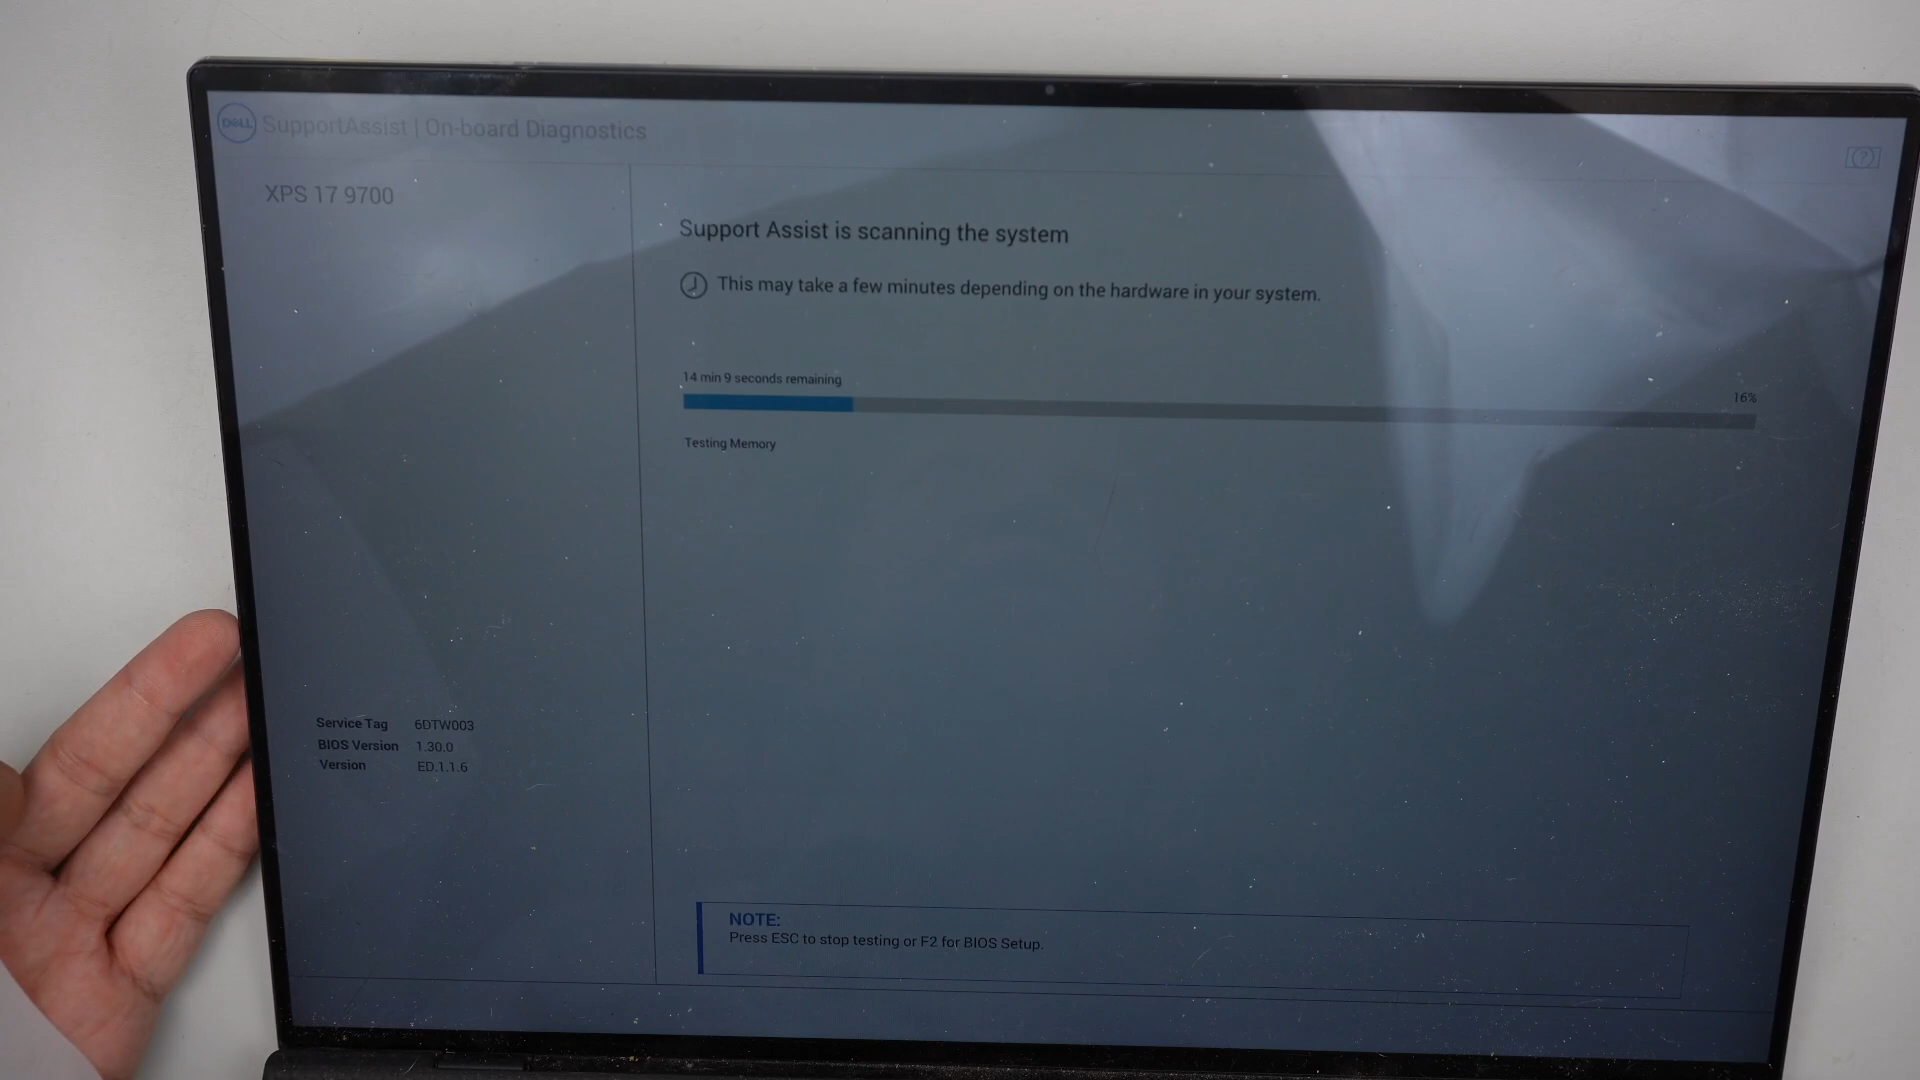 DELL SupportAssist | On-board Diagnostics
XPS 17 9700
Support Assist is scanning the system
This may take a few minutes depending on the hardware in your system.
14 min 9 seconds remaining
16%
Testing Memory
Service Tag 6DTW003
BIOS Version 1.30.0
Version ED.1.1.6
NOTE:
Press ESC to stop testing or F2 for BIOS Setup.